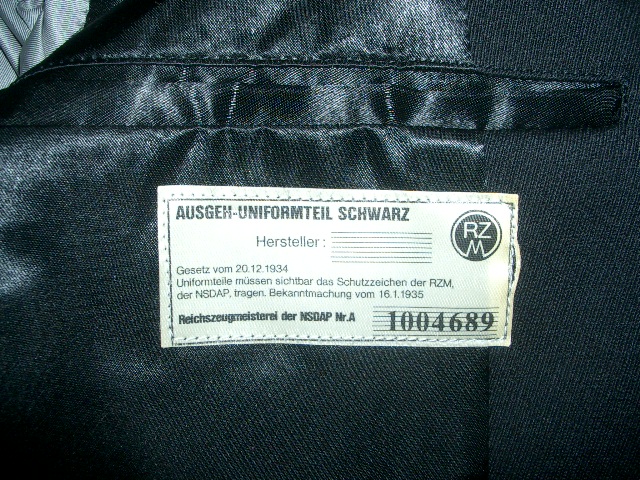 AUSGEH-UNIFORMTEIL SCHWARZ
Hersteller:
RZM
Gesetz vom 20.12.1934
Uniformteile müssen sichtbar das Schutzzeichen der RZM,
der NSDAP, tragen. Bekanntmachung vom 16.1.1935
Reichszeugmeisterei der NSDAP Nr.A 1004689